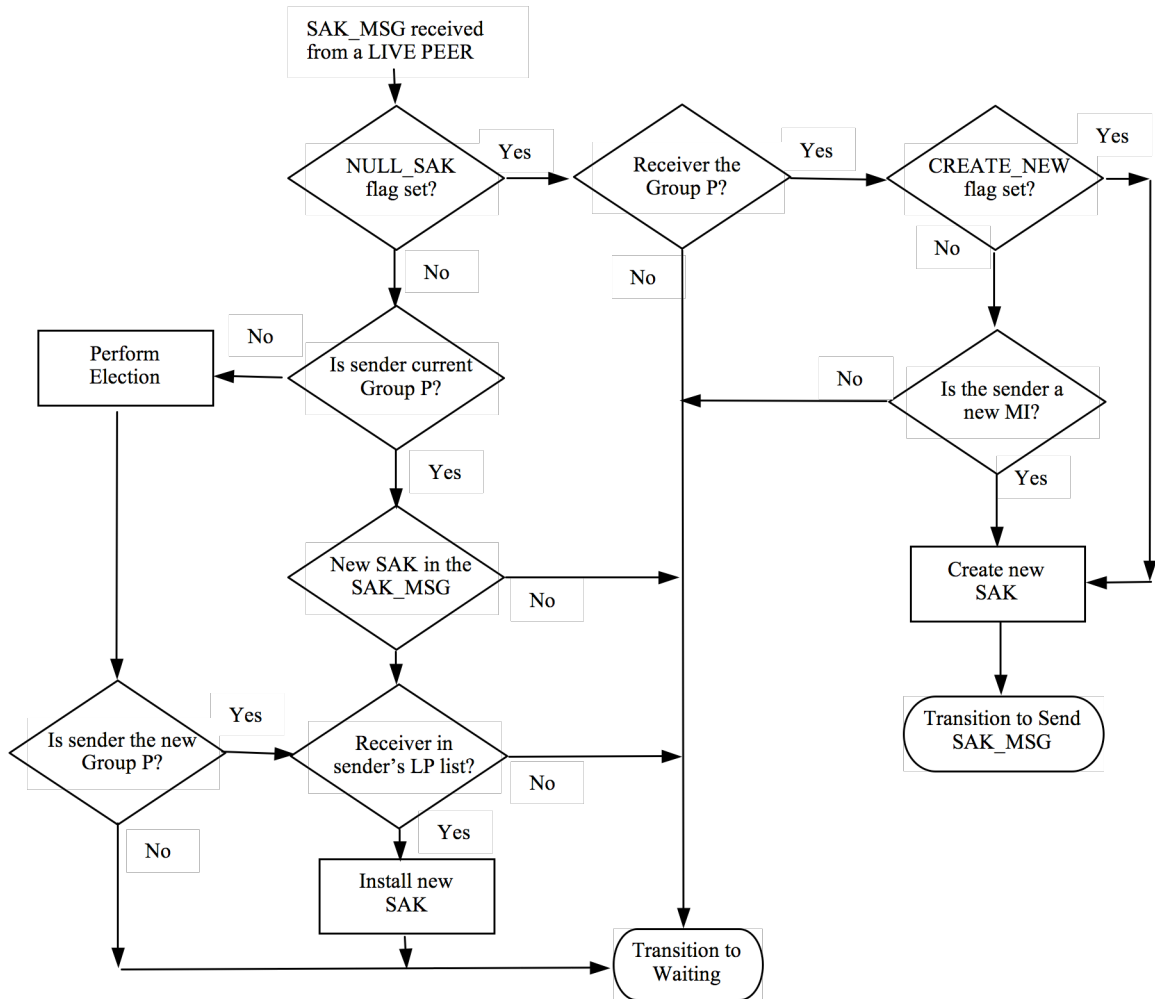 SAK_MSG received
from a LIVE PEER
NULL_SAK
flag set?
Yes
Receiver the
Group P?
Yes
CREATE_NEW
flag set?
Yes
No
No
No
Perform
Election
No
Is sender current
Group P?
No
Is the sender a
new MI?
Yes
Yes
New SAK in the
SAK_MSG
No
Create new
SAK
Transition to Send
SAK_MSG
Is sender the new
Group P?
Yes
Receiver in
sender’s LP list?
No
No
Yes
Install new
SAK
Transition to
Waiting